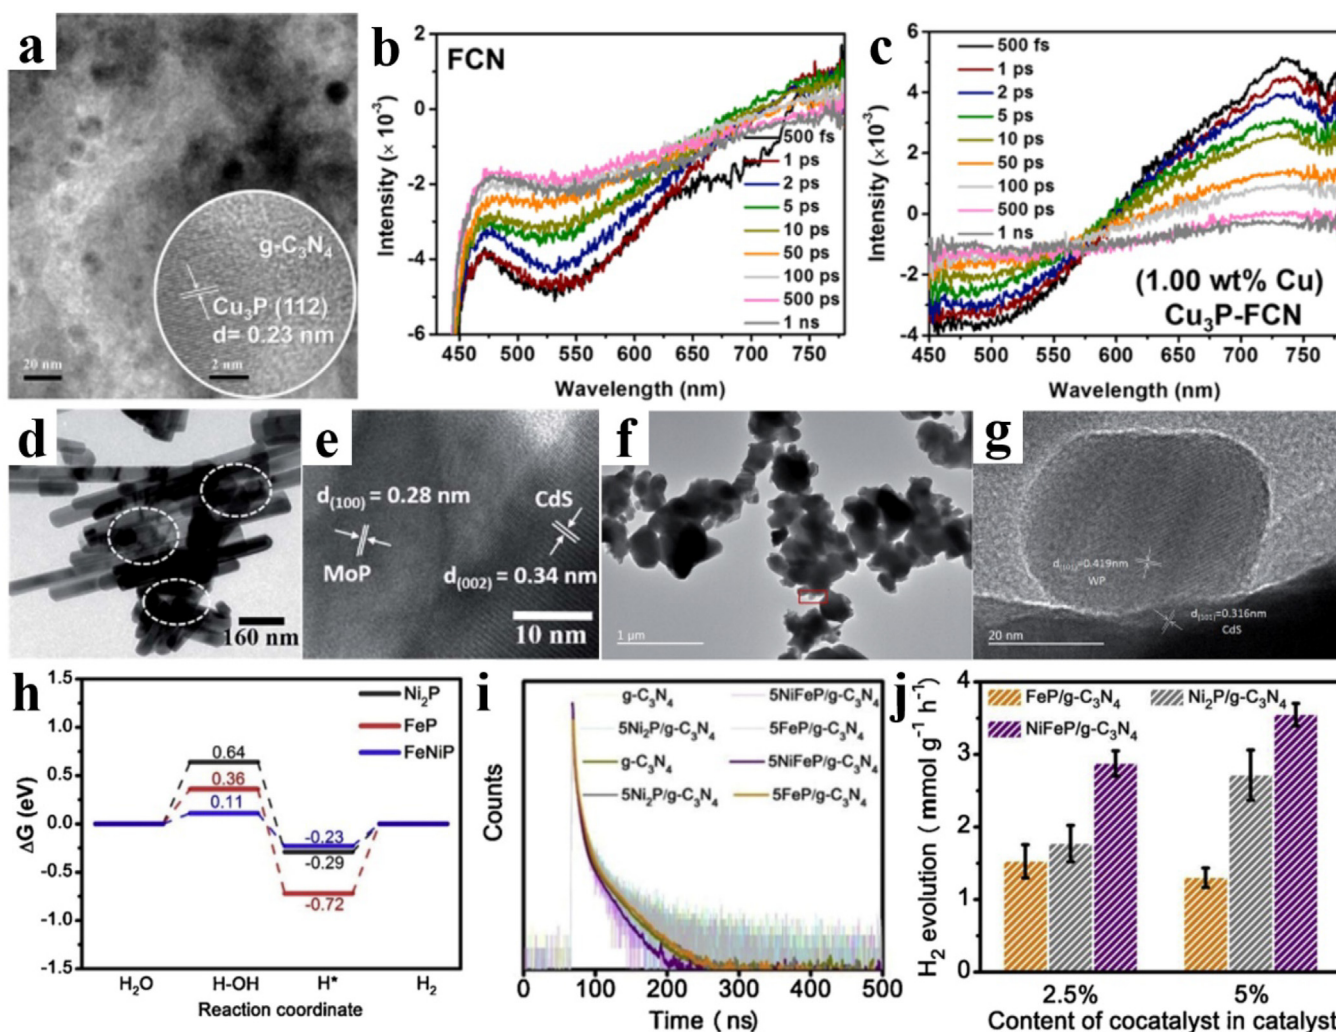 a
g-C₃N₄
Cu₃P (112)
d= 0.23 nm
20 nm
2 nm
b
FCN
500 fs
1 ps
2 ps
5 ps
10 ps
50 ps
100 ps
500 ps
1 ns
2
0
-2
-4
-6
Intensity (× 10⁻³)
450 500 550 600 650 700 750
Wavelength (nm)
c
500 fs
1 ps
2 ps
5 ps
10 ps
50 ps
100 ps
500 ps
1 ns
6
4
2
0
-2
-4
Intensity (×10⁻³)
(1.00 wt% Cu)
Cu₃P-FCN
450 500 550 600 650 700 750
Wavelength (nm)
d
160 nm
e
d(100) = 0.28 nm
MoP
CdS
d(002) = 0.34 nm
10 nm
f
1 µm
g
d(101)=0.419nm
WP
d(101)=0.316nm
CdS
20 nm
h
Ni₂P
FeP
FeNiP
1.5
1.0
0.5
0.0
-0.5
-1.0
-1.5
ΔG (eV)
0.64
0.36
0.11
-0.23
-0.29
-0.72
H₂O H-OH H* H₂
Reaction coordinate
i
g-C₃N₄ 5NiFeP/g-C₃N₄
5Ni₂P/g-C₃N₄ 5FeP/g-C₃N₄
g-C₃N₄ 5NiFeP/g-C₃N₄
5Ni₂P/g-C₃N₄ 5FeP/g-C₃N₄
Counts
0 100 200 300 400 500
Time ( ns)
j
FeP/g-C₃N₄ Ni₂P/g-C₃N₄
NiFeP/g-C₃N₄
4
3
2
1
0
H₂ evolution ( mmol g⁻¹ h⁻¹)
2.5% 5%
Content of cocatalyst in catalyst